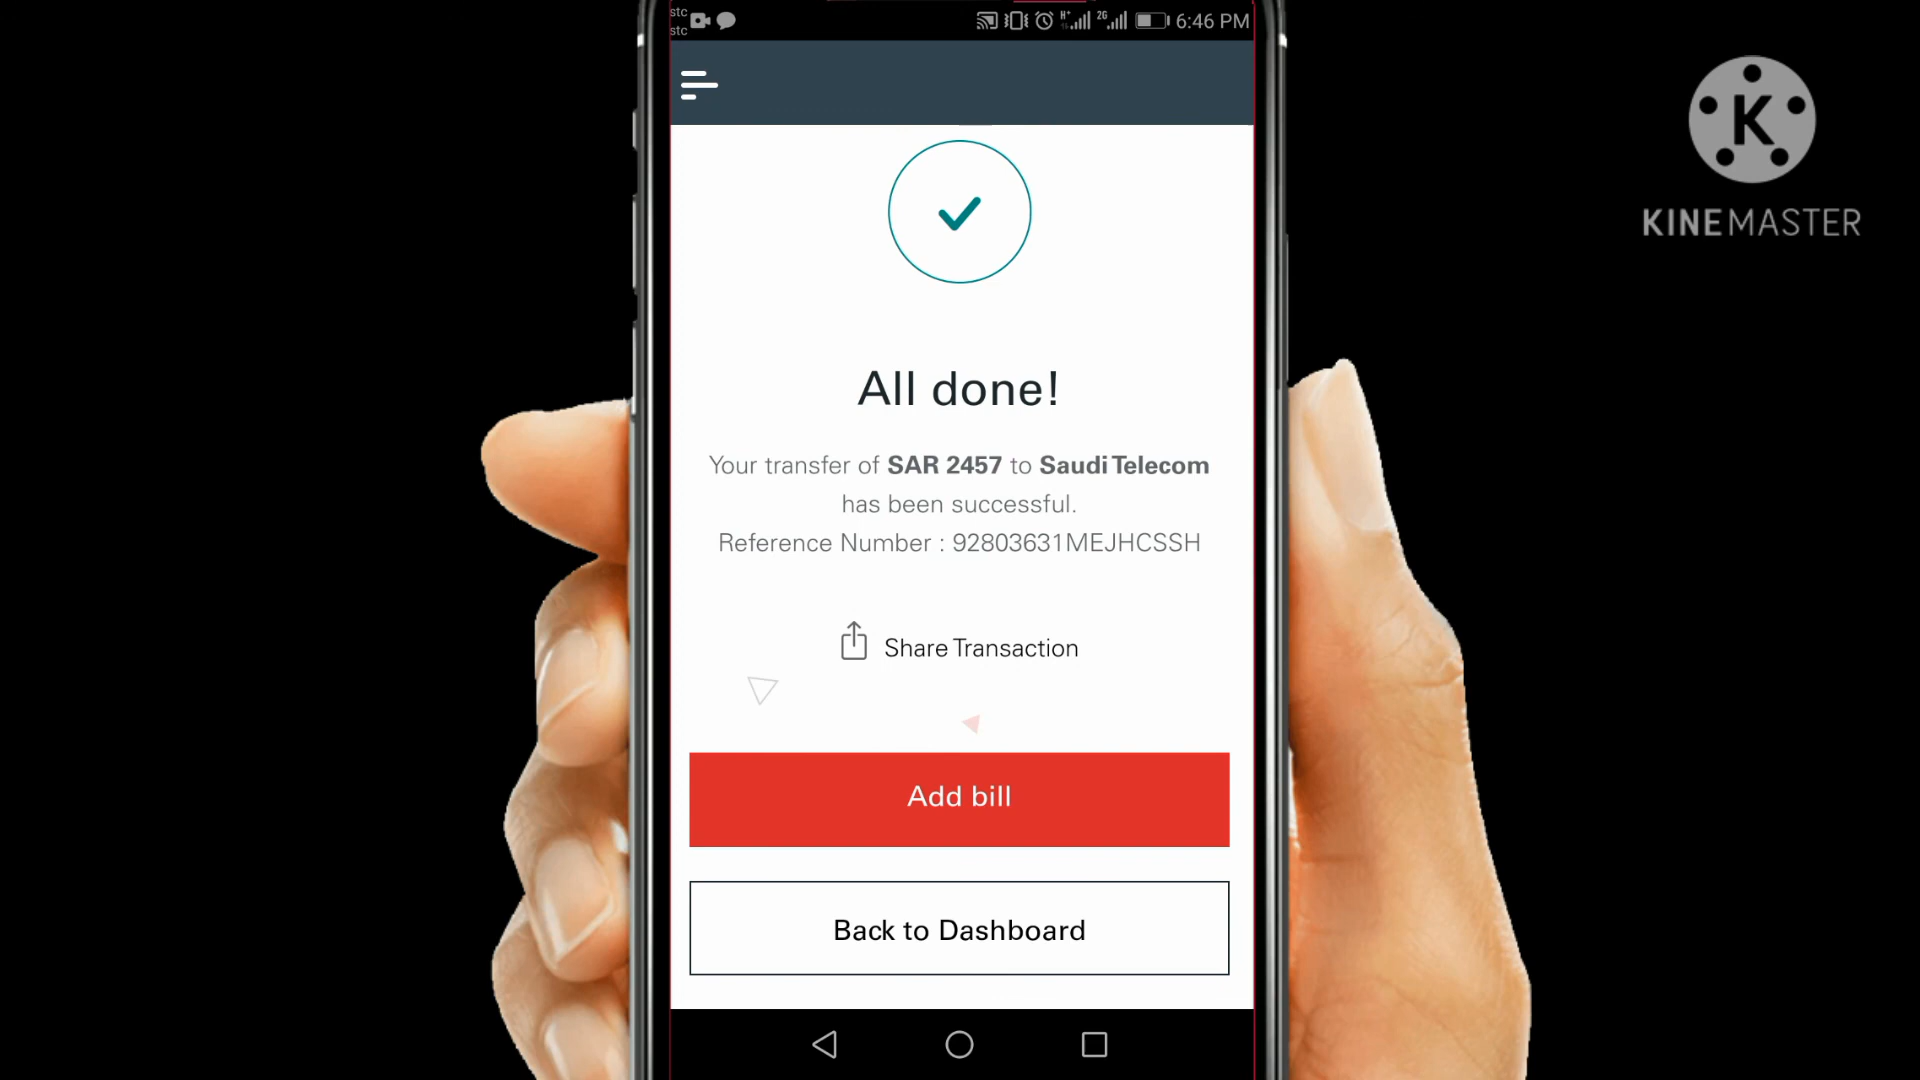 stc
stc
H+
2G
6:46 PM
K
KINEMASTER
All done!
Your transfer of SAR 2457 to Saudi Telecom
has been successful.
Reference Number : 92803631MEJHCSSH
Share Transaction
Add bill
Back to Dashboard